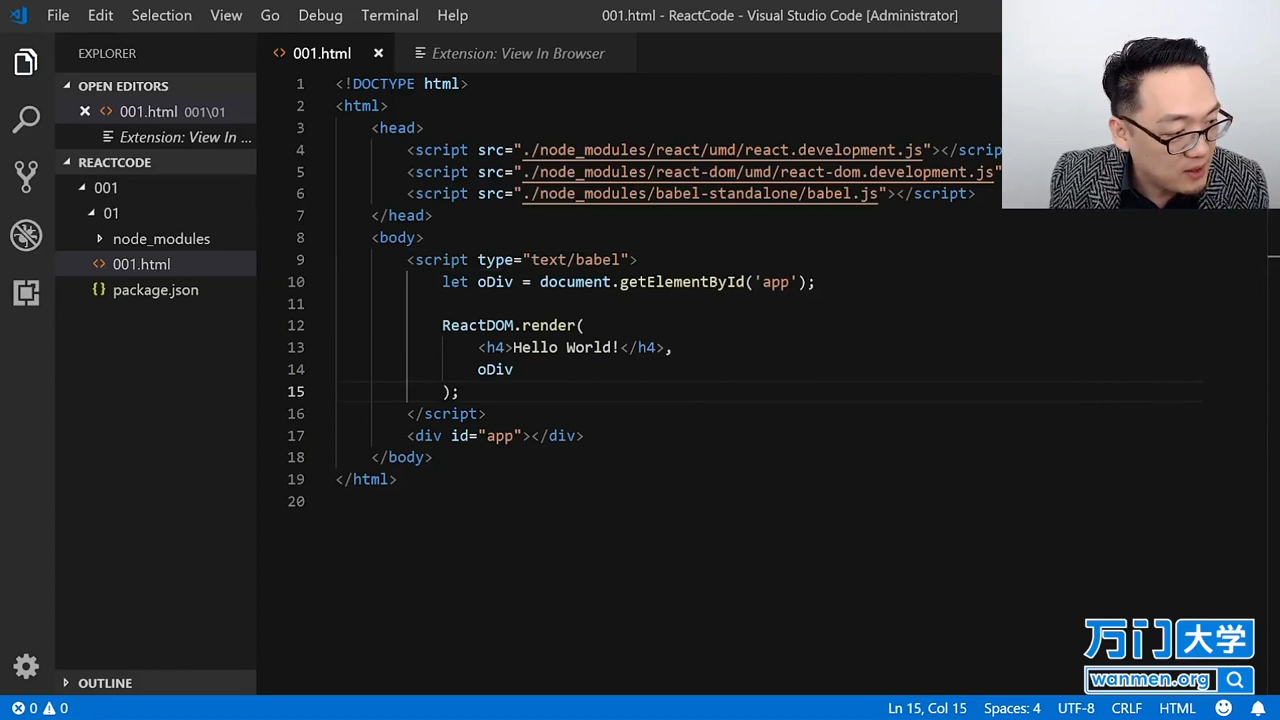 File Edit Selection View Go Debug Terminal Help
001.html - ReactCode - Visual Studio Code [Administrator]
EXPLORER
OPEN EDITORS
001.html 001\01
Extension: View In ...
REACTCODE
001
01
node_modules
001.html
package.json
OUTLINE
001.html
Extension: View In Browser
1 <!DOCTYPE html>
2 <html>
3 <head>
4 <script src="./node_modules/react/umd/react.development.js"></scrip
5 <script src="./node_modules/react-dom/umd/react-dom.development.js"
6 <script src="./node_modules/babel-standalone/babel.js"></script>
7 </head>
8 <body>
9 <script type="text/babel">
10 let oDiv = document.getElementById('app');
11
12 ReactDOM.render(
13 <h4>Hello World!</h4>,
14 oDiv
15 );
16 </script>
17 <div id="app"></div>
18 </body>
19 </html>
20
万门大学
wanmen.org
0 0
Ln 15, Col 15 Spaces: 4 UTF-8 CRLF HTML